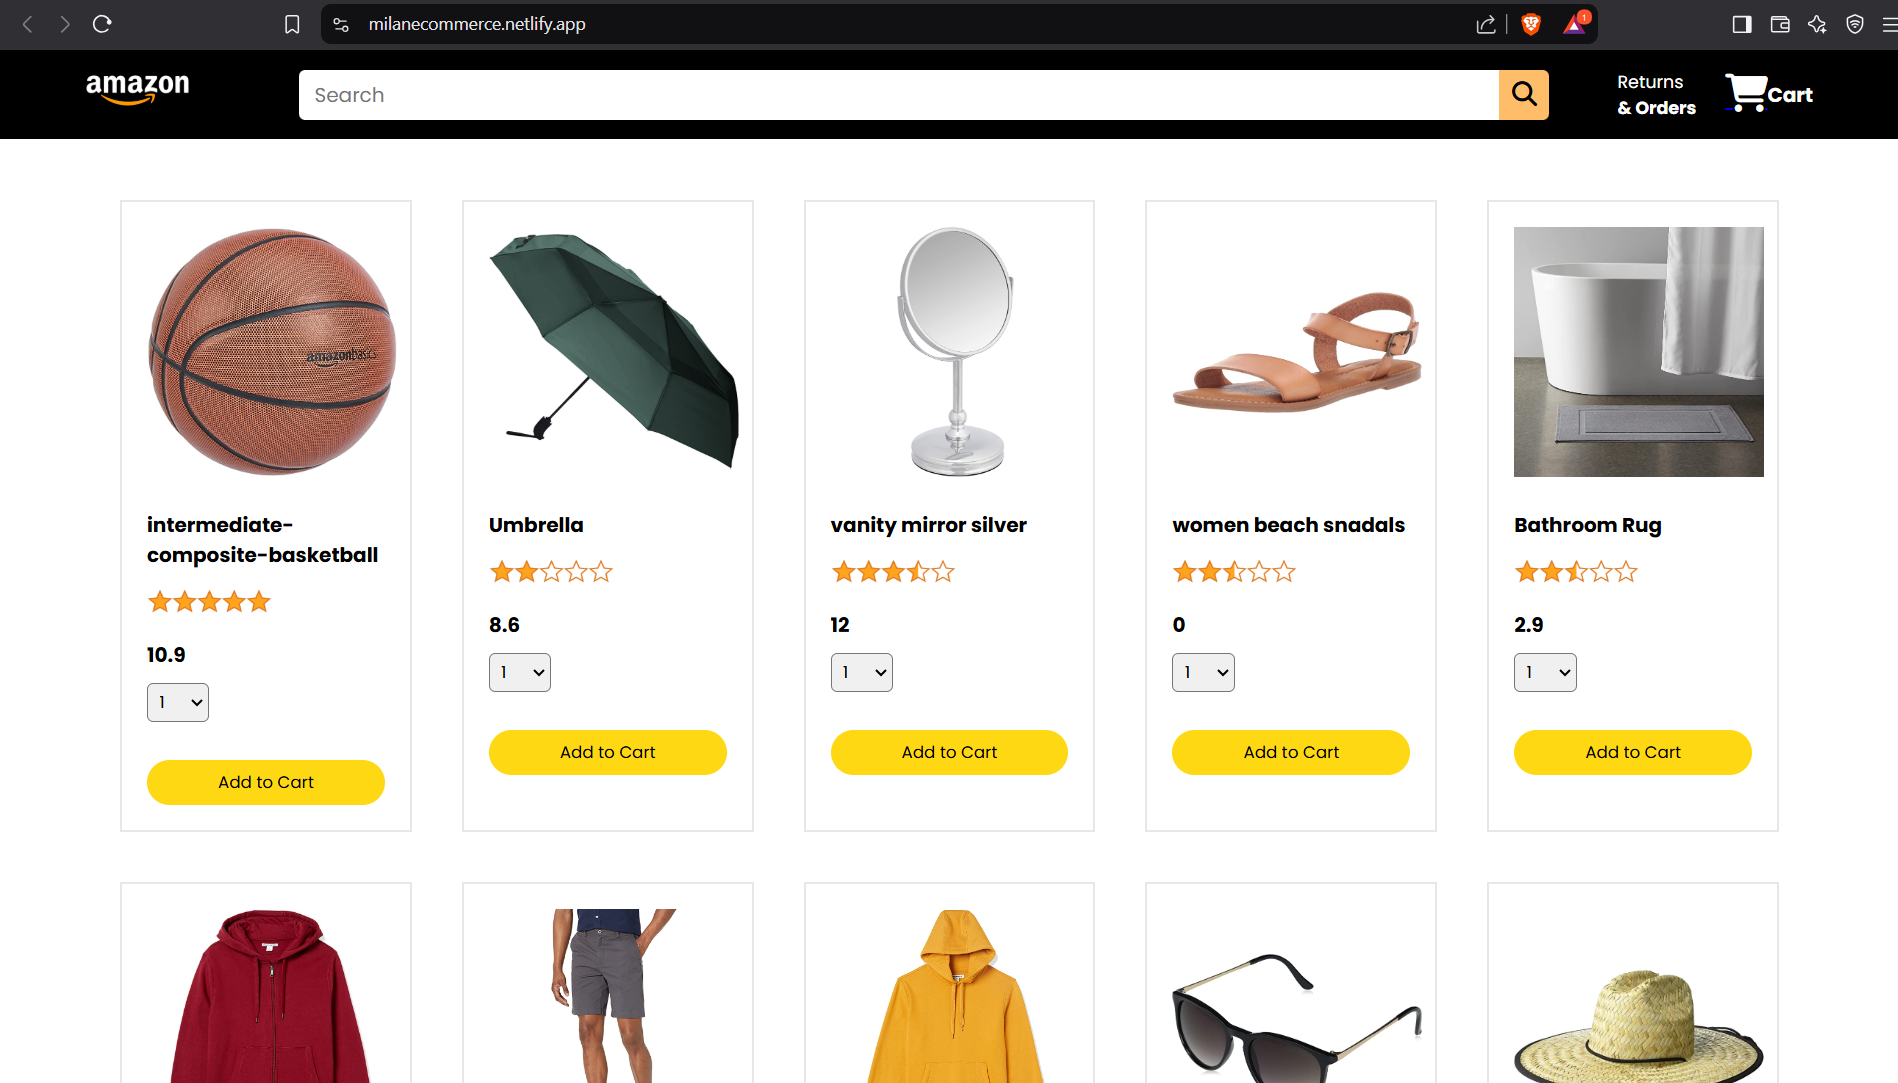 milanecommerce.netlify.app
1
amazon
Search
Returns
& Orders
Cart
amazonbasics
intermediate-
composite-basketball
10.9
1
Add to Cart
Umbrella
8.6
1
Add to Cart
vanity mirror silver
12
1
Add to Cart
women beach snadals
0
1
Add to Cart
Bathroom Rug
2.9
1
Add to Cart